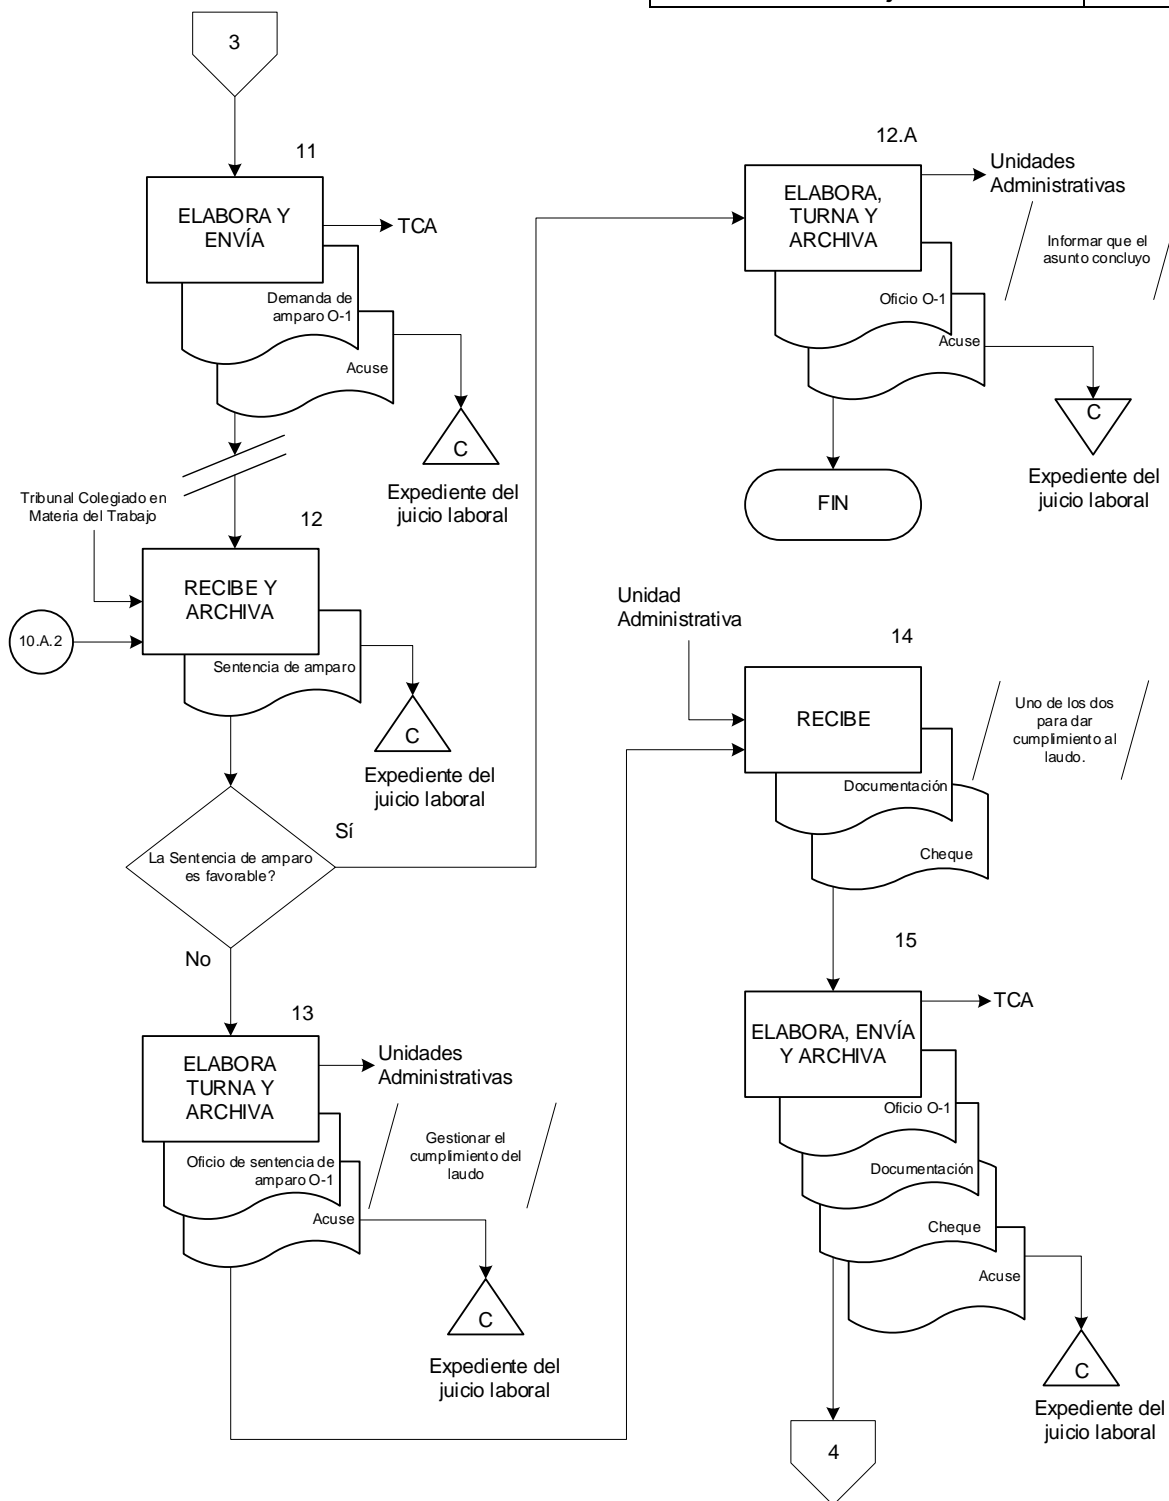 3
11
ELABORA Y
ENVÍA
TCA
Demanda de
amparo O-1
Acuse
C
Expediente del
juicio laboral
Tribunal Colegiado en
Materia del Trabajo
12
RECIBE Y
ARCHIVA
10.A.2
Sentencia de amparo
C
Expediente del
juicio laboral
La Sentencia de amparo
es favorable?
Sí
No
13
ELABORA
TURNA Y
ARCHIVA
Unidades
Administrativas
Gestionar el
cumplimiento del
laudo
Oficio de sentencia de
amparo O-1
Acuse
C
Expediente del
juicio laboral
12.A
ELABORA,
TURNA Y
ARCHIVA
Unidades
Administrativas
Informar que el
asunto concluyo
Oficio O-1
Acuse
C
Expediente del
juicio laboral
FIN
Unidad
Administrativa
14
RECIBE
Uno de los dos
para dar
cumplimiento al
laudo.
Documentación
Cheque
15
ELABORA, ENVÍA
Y ARCHIVA
TCA
Oficio O-1
Documentación
Cheque
Acuse
C
Expediente del
juicio laboral
4